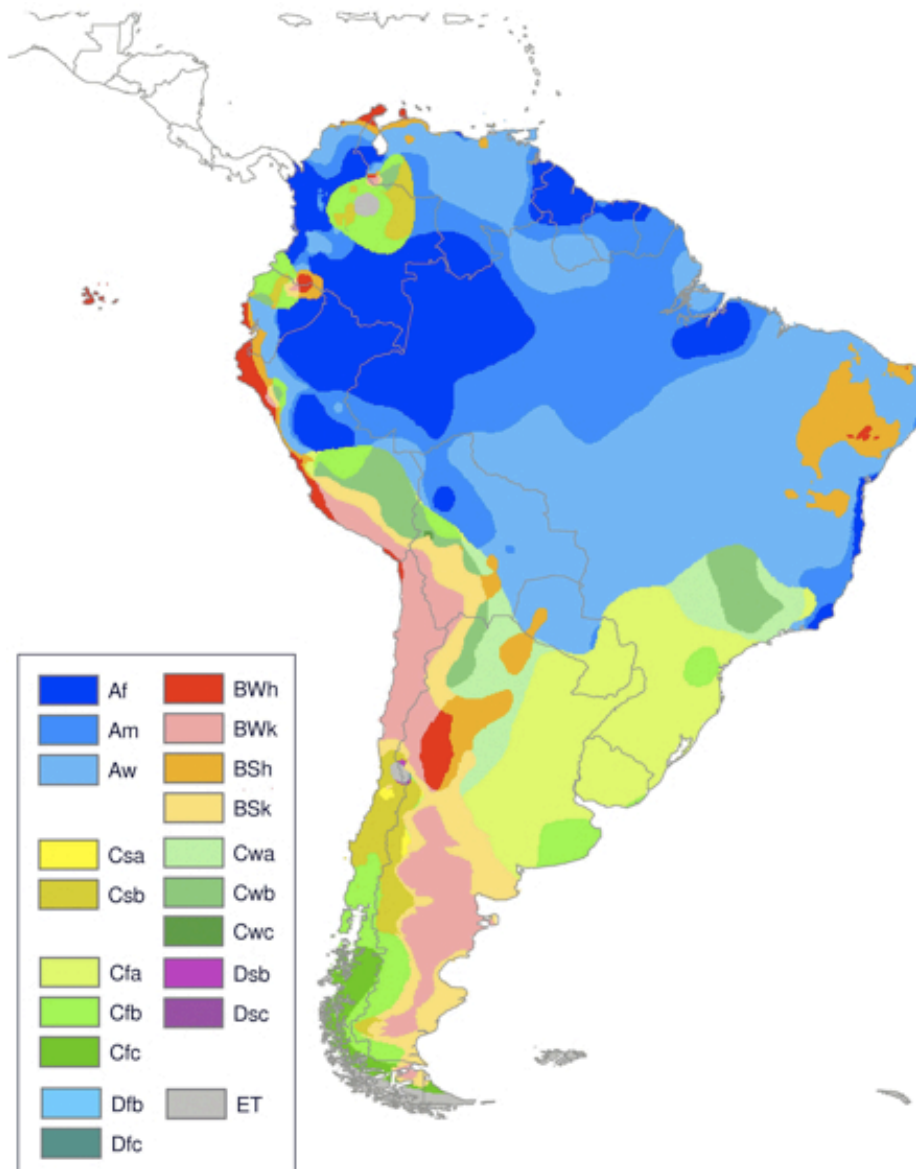 Af BWh
Am BWk
Aw BSh
BSk
Csa Cwa
Csb Cwb
Cwc
Cfa Dsb
Cfb Dsc
Cfc
Dfb ET
Dfc